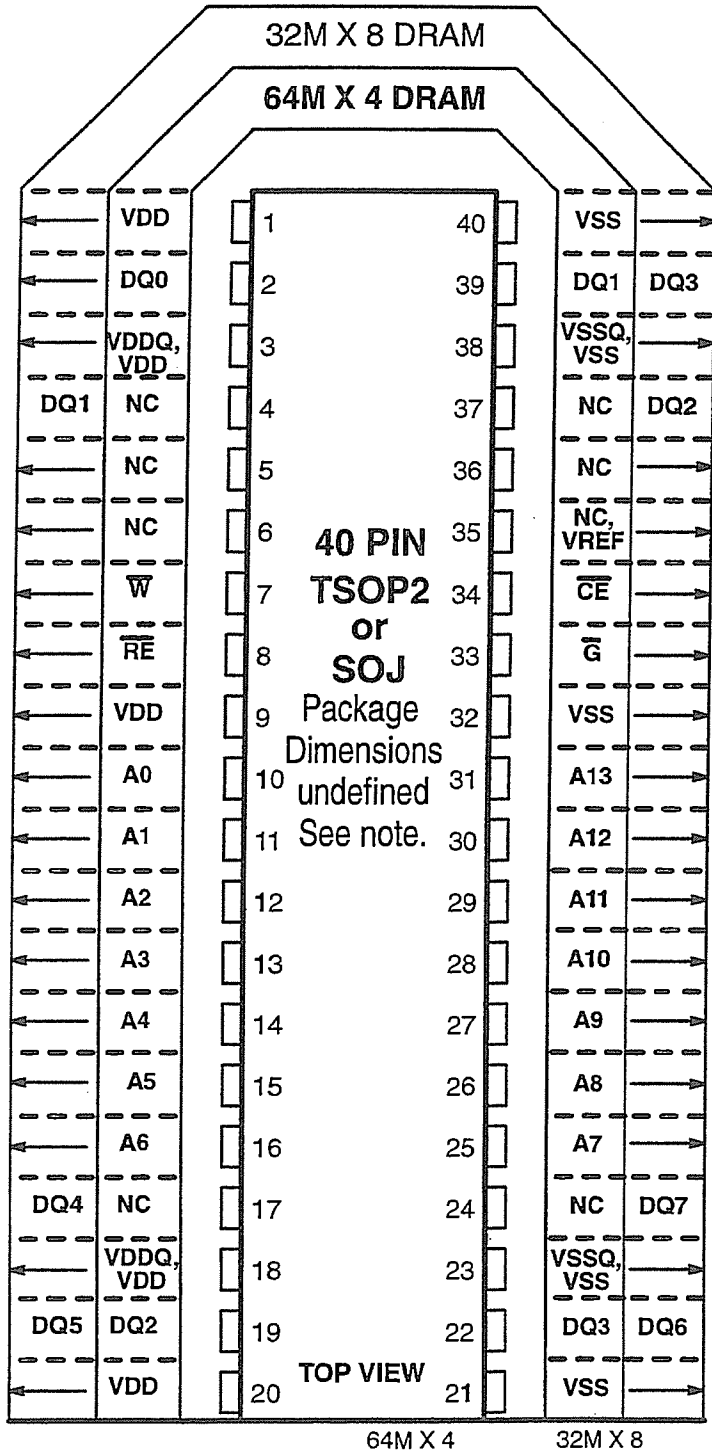 32M X 8 DRAM
64M X 4 DRAM
VDD 1 40 VSS
DQ0 2 39 DQ1 DQ3
VDDQ, VDD 3 38 VSSQ, VSS
DQ1 NC 4 37 NC DQ2
NC 5 36 NC
NC 6 35 NC, VREF
W̅ 7 34 C̅E̅
R̅E̅ 8 33 G̅
VDD 9 32 VSS
A0 10 31 A13
A1 11 30 A12
A2 12 29 A11
A3 13 28 A10
A4 14 27 A9
A5 15 26 A8
A6 16 25 A7
DQ4 NC 17 24 NC DQ7
VDDQ, VDD 18 23 VSSQ, VSS
DQ5 DQ2 19 22 DQ3 DQ6
VDD 20 21 VSS
40 PIN
TSOP2
or
SOJ
Package
Dimensions
undefined
See note.
TOP VIEW
64M X 4 32M X 8